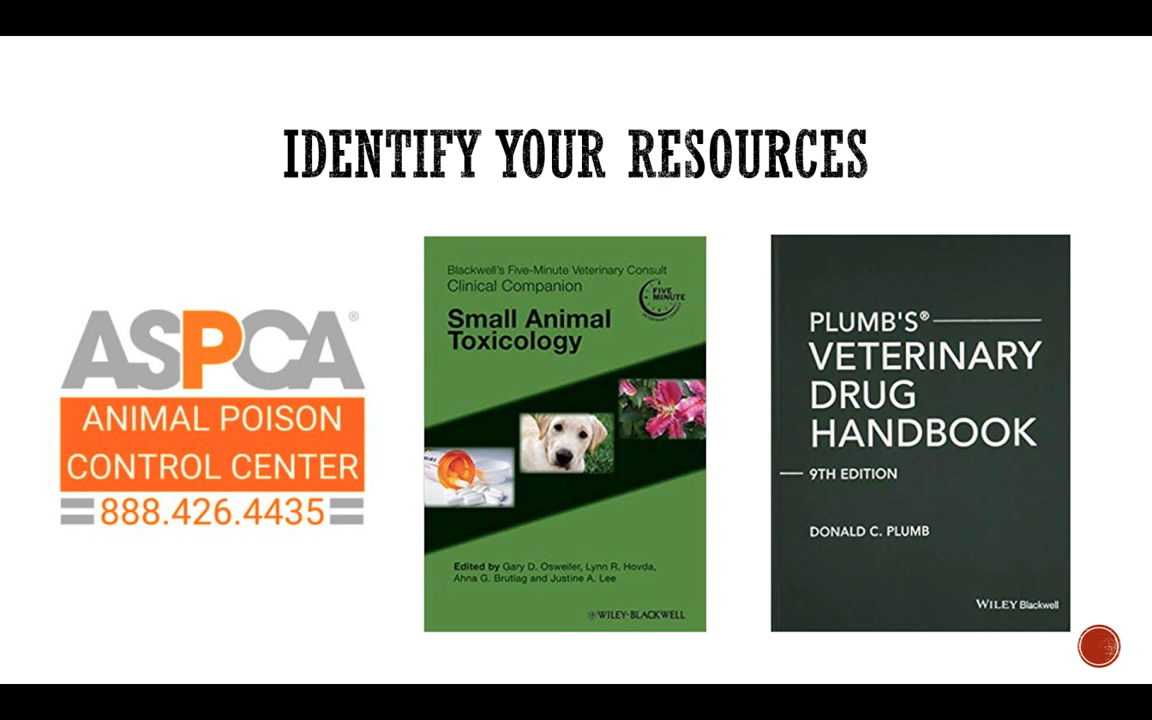 IDENTIFY YOUR RESOURCES
ASPCA®
ANIMAL POISON
CONTROL CENTER
888.426.4435
Blackwell's Five-Minute Veterinary Consult
Clinical Companion
FIVE
MINUTE
Small Animal
Toxicology
Edited by Gary D. Osweiler, Lynn R. Hovda,
Ahna G. Brutlag and Justine A. Lee
WILEY-BLACKWELL
PLUMB'S®
VETERINARY
DRUG
HANDBOOK
9TH EDITION
DONALD C. PLUMB
WILEY Blackwell